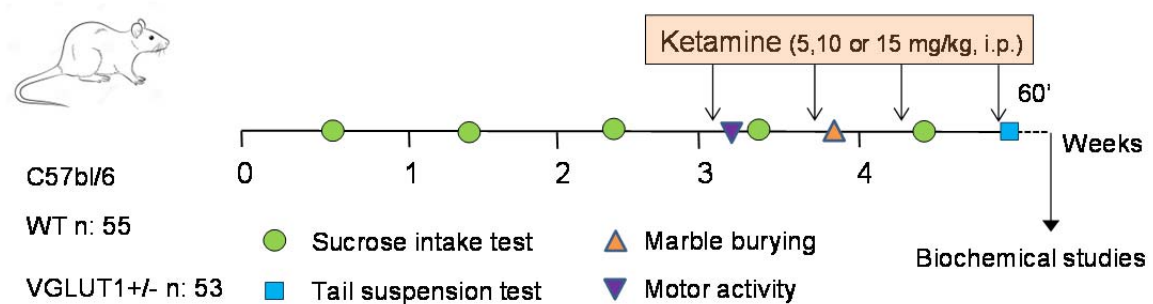 Ketamine (5,10 or 15 mg/kg, i.p.)
60'
Weeks
0 1 2 3 4
C57bl/6
WT n: 55
VGLUT1+/- n: 53
Sucrose intake test
Marble burying
Tail suspension test
Motor activity
Biochemical studies